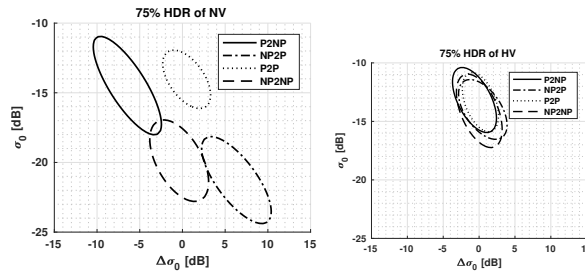 75% HDR of NV
-10
-15
-20
-25
σ0 [dB]
P2NP
NP2P
P2P
NP2NP
-15 -10 -5 0 5 10 15
Δσ0 [dB]
75% HDR of HV
-10
-15
-20
-25
σ0 [dB]
P2NP
NP2P
P2P
NP2NP
-15 -10 -5 0 5 10 15
Δσ0 [dB]